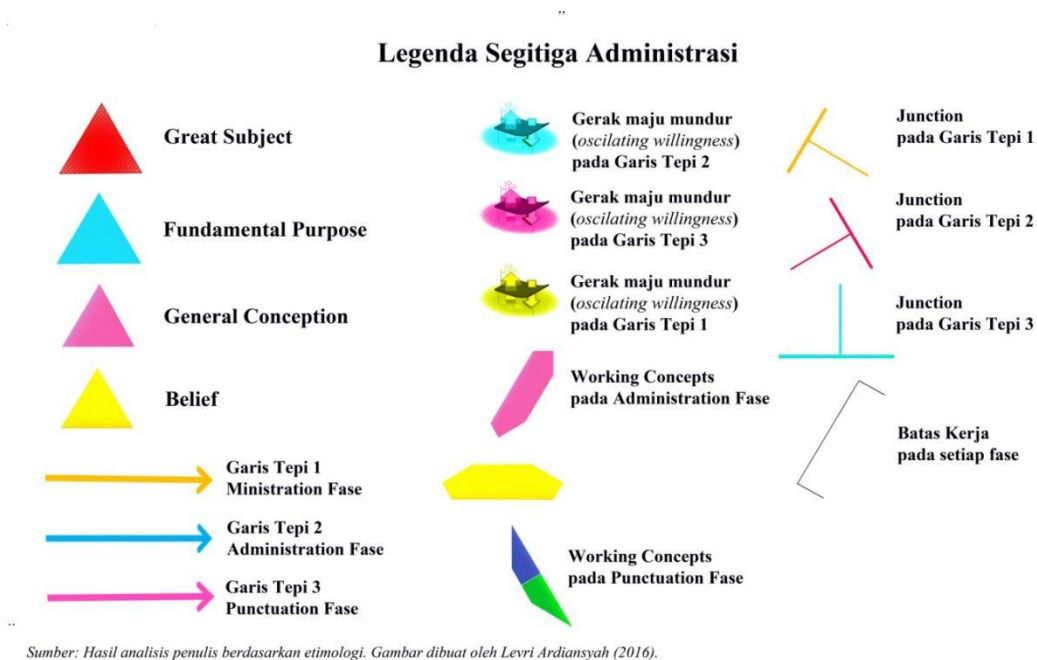 Legenda Segitiga Administrasi
Great Subject
Fundamental Purpose
General Conception
Belief
Garis Tepi 1
Ministration Fase
Garis Tepi 2
Administration Fase
Garis Tepi 3
Punctuation Fase
Gerak maju mundur
(oscilating willingness)
pada Garis Tepi 2
Gerak maju mundur
(oscilating willingness)
pada Garis Tepi 3
Gerak maju mundur
(oscilating willingness)
pada Garis Tepi 1
Working Concepts
pada Administration Fase
Working Concepts
pada Punctuation Fase
Junction
pada Garis Tepi 1
Junction
pada Garis Tepi 2
Junction
pada Garis Tepi 3
Batas Kerja
pada setiap fase
Sumber: Hasil analisis penulis berdasarkan etimologi. Gambar dibuat oleh Levri Ardiansyah (2016).